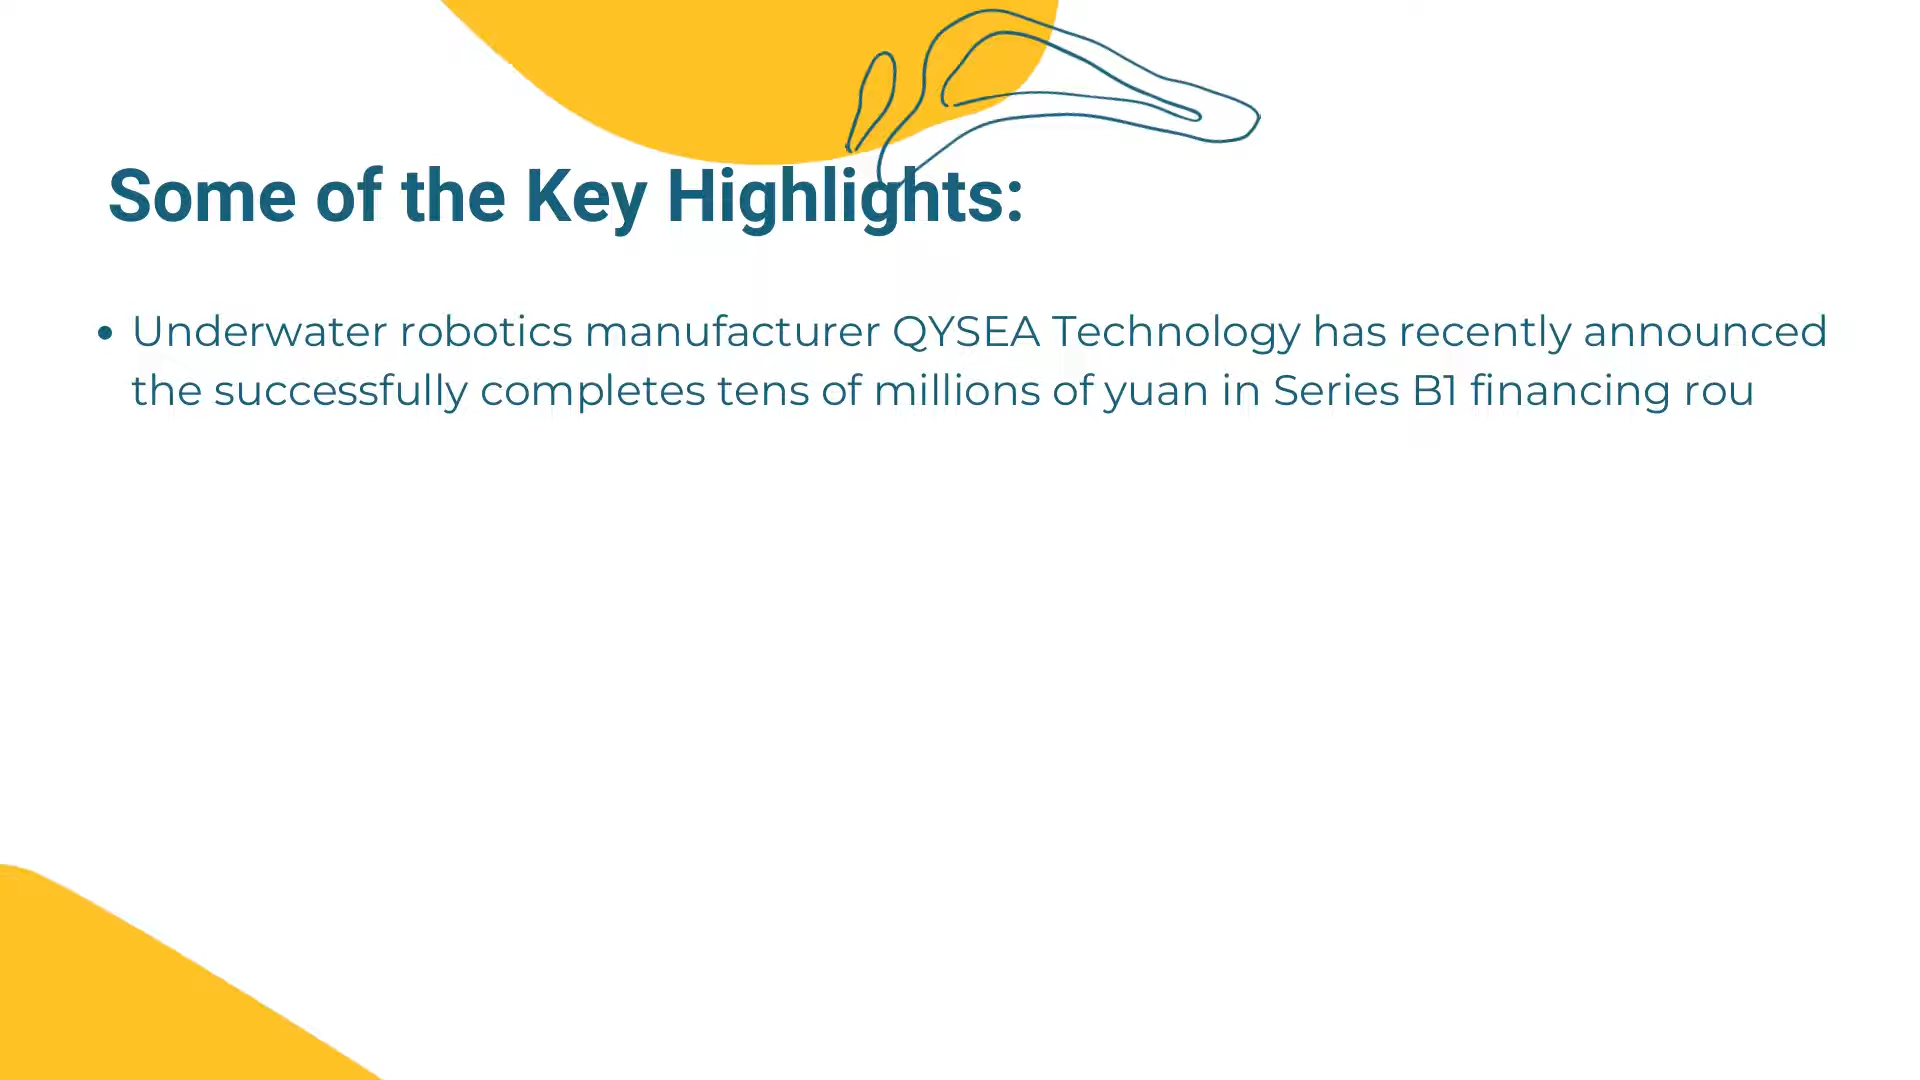 Some of the Key Highlights:
• Underwater robotics manufacturer QYSEA Technology has recently announced
the successfully completes tens of millions of yuan in Series B1 financing rou